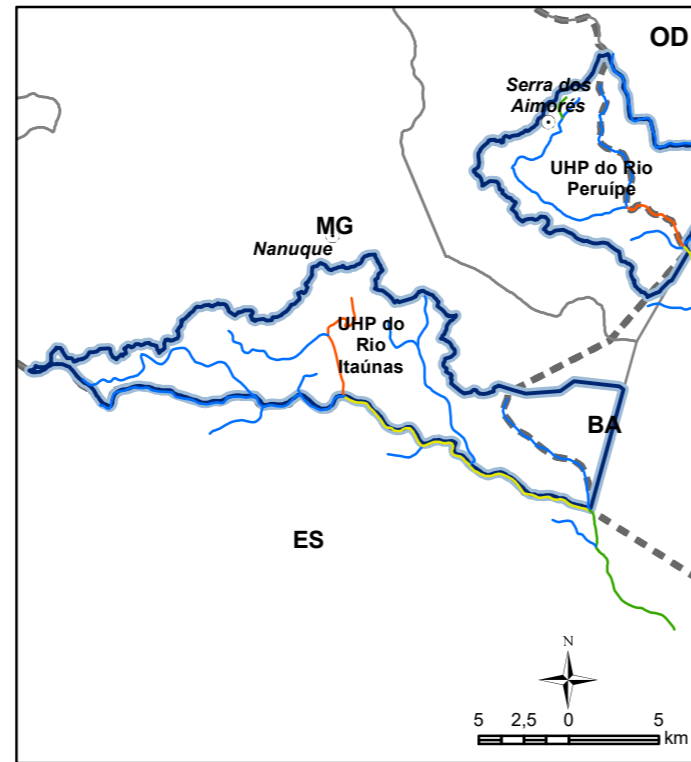 OD
Serra dos
Aimorés
UHP do Rio
Peruípe
MG
Nanuque
UHP do
Rio
Itaúnas
BA
ES
N
5 2,5 0 5
km